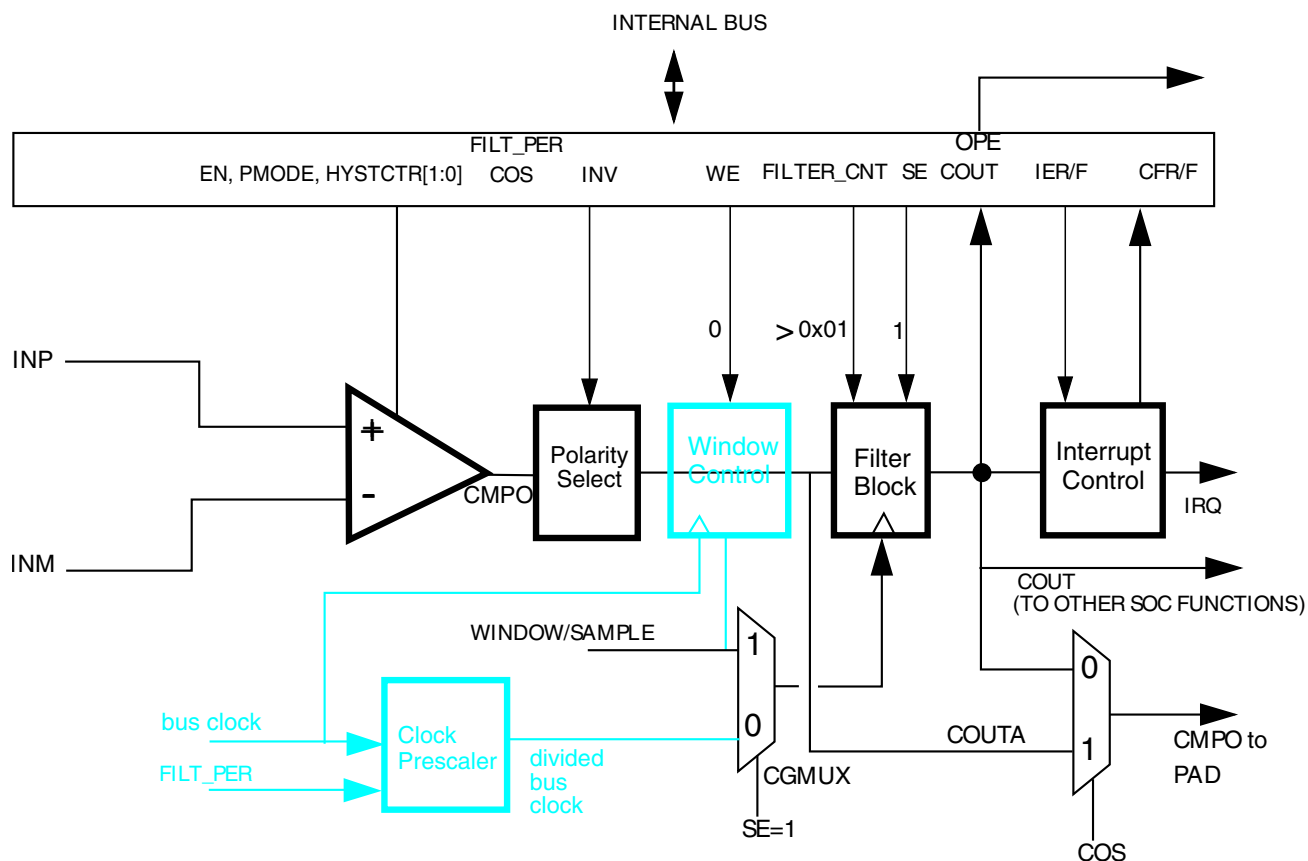 INTERNAL BUS
FILT_PER
OPE
EN, PMODE, HYSTCTR[1:0]
COS
INV
WE
FILTER_CNT
SE
COUT
IER/F
CFR/F
0
> 0x01
1
INP
+
-
INM
CMPO
Polarity
Select
Window
Control
Filter
Block
Interrupt
Control
IRQ
COUT
(TO OTHER SOC FUNCTIONS)
WINDOW/SAMPLE
1
0
CGMUX
SE=1
bus clock
FILT_PER
Clock
Prescaler
divided
bus
clock
COUTA
0
1
CMPO to
PAD
COS